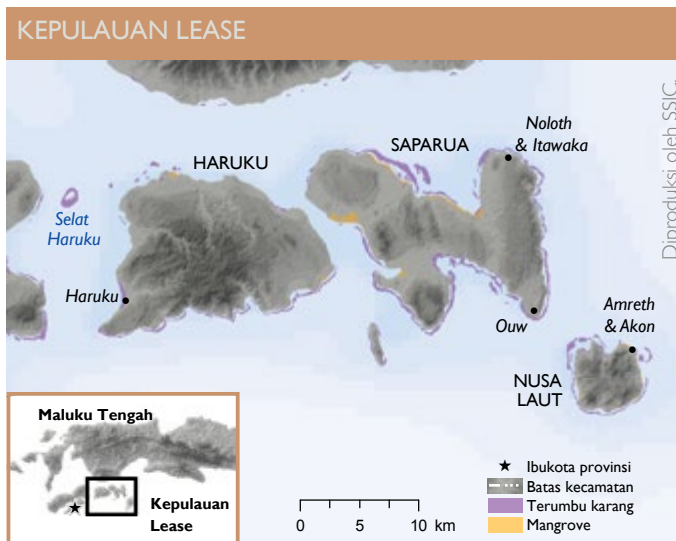 KEPULAUAN LEASE
Diproduksi oleh SSIC.
Noloth
& Itawaka
SAPARUA
HARUKU
Selat
Haruku
Haruku
Ouw
Amreth
& Akon
NUSA
LAUT
Maluku Tengah
Kepulauan
Lease
0 5 10 km
Ibukota provinsi
Batas kecamatan
Terumbu karang
Mangrove